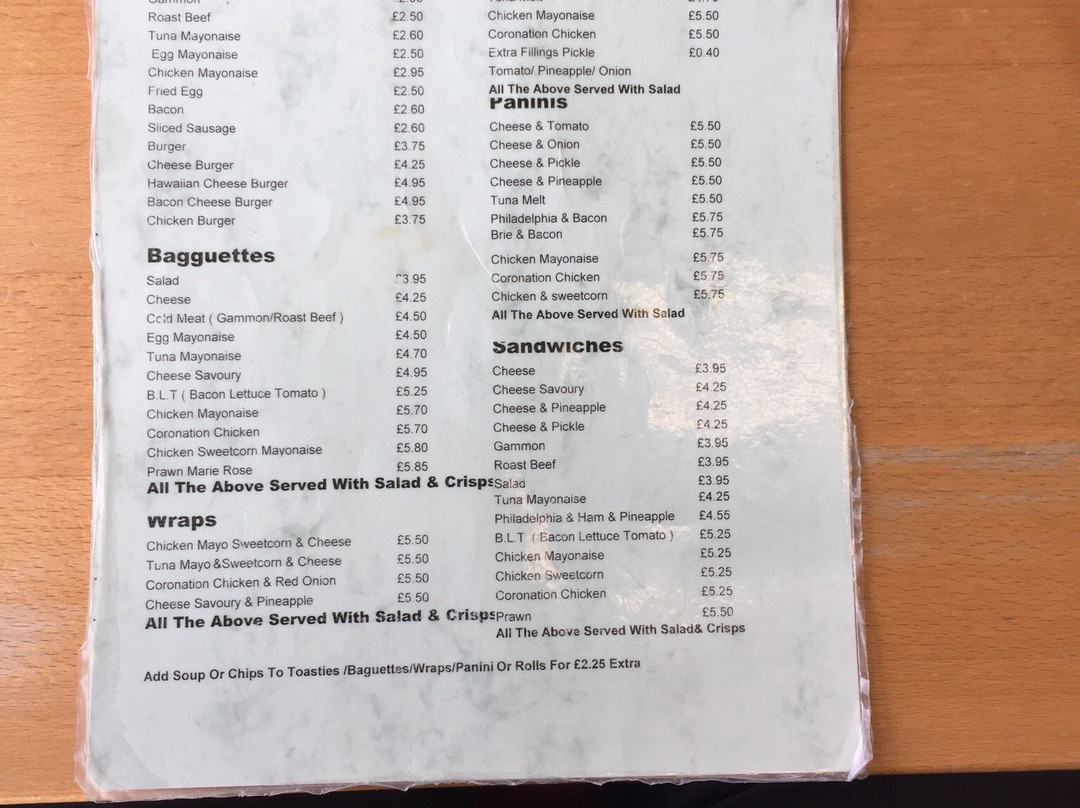 Roast Beef £2.50
Tuna Mayonaise £2.60
Egg Mayonaise £2.50
Chicken Mayonaise £2.95
Fried Egg £2.50
Bacon £2.60
Sliced Sausage £2.60
Burger £3.75
Cheese Burger £4.25
Hawaiian Cheese Burger £4.95
Bacon Cheese Burger £4.95
Chicken Burger £3.75
Bagguettes
Salad £3.95
Cheese £4.25
Cold Meat ( Gammon/Roast Beef ) £4.50
Egg Mayonaise £4.50
Tuna Mayonaise £4.70
Cheese Savoury £4.95
B.L.T ( Bacon Lettuce Tomato ) £5.25
Chicken Mayonaise £5.70
Coronation Chicken £5.70
Chicken Sweetcorn Mayonaise £5.80
Prawn Marie Rose £5.85
All The Above Served With Salad & Crisps
Wraps
Chicken Mayo Sweetcorn & Cheese £5.50
Tuna Mayo &Sweetcorn & Cheese £5.50
Coronation Chicken & Red Onion £5.50
Cheese Savoury & Pineapple £5.50
All The Above Served With Salad & Crisps
Chicken Mayonaise £5.50
Coronation Chicken £5.50
Extra Fillings Pickle £0.40
Tomato/ Pineapple/ Onion
All The Above Served With Salad
Paninis
Cheese & Tomato £5.50
Cheese & Onion £5.50
Cheese & Pickle £5.50
Cheese & Pineapple £5.50
Tuna Melt £5.50
Philadelphia & Bacon £5.75
Brie & Bacon £5.75
Chicken Mayonaise £5.75
Coronation Chicken £5.75
Chicken & sweetcorn £5.75
All The Above Served With Salad
Sandwiches
Cheese £3.95
Cheese Savoury £4.25
Cheese & Pineapple £4.25
Cheese & Pickle £4.25
Gammon £3.95
Roast Beef £3.95
Salad £3.95
Tuna Mayonaise £4.25
Philadelphia & Ham & Pineapple £4.55
B.L.T ( Bacon Lettuce Tomato ) £5.25
Chicken Mayonaise £5.25
Chicken Sweetcorn £5.25
Coronation Chicken £5.25
Prawn £5.50
All The Above Served With Salad& Crisps
Add Soup Or Chips To Toasties /Baguettes/Wraps/Panini Or Rolls For £2.25 Extra